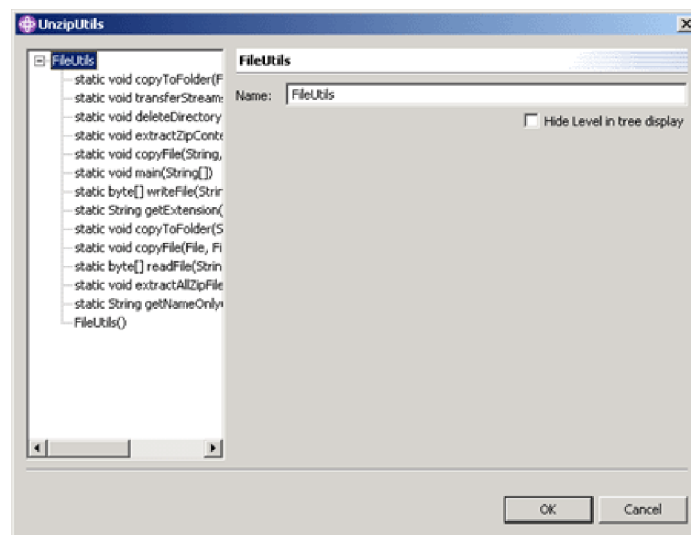 UnzipUtils
FileUtils
static void copyToFolder(F
static void transferStream
static void deleteDirectory
static void extractZipConte
static void copyFile(String,
static void main(String[])
static byte[] writeFile(Strin
static String getExtension(
static void copyToFolder(S
static void copyFile(File, Fi
static byte[] readFile(Strin
static void extractAllZipFile
static String getNameOnly
FileUtils()
FileUtils
Name: FileUtils
Hide Level in tree display
OK Cancel